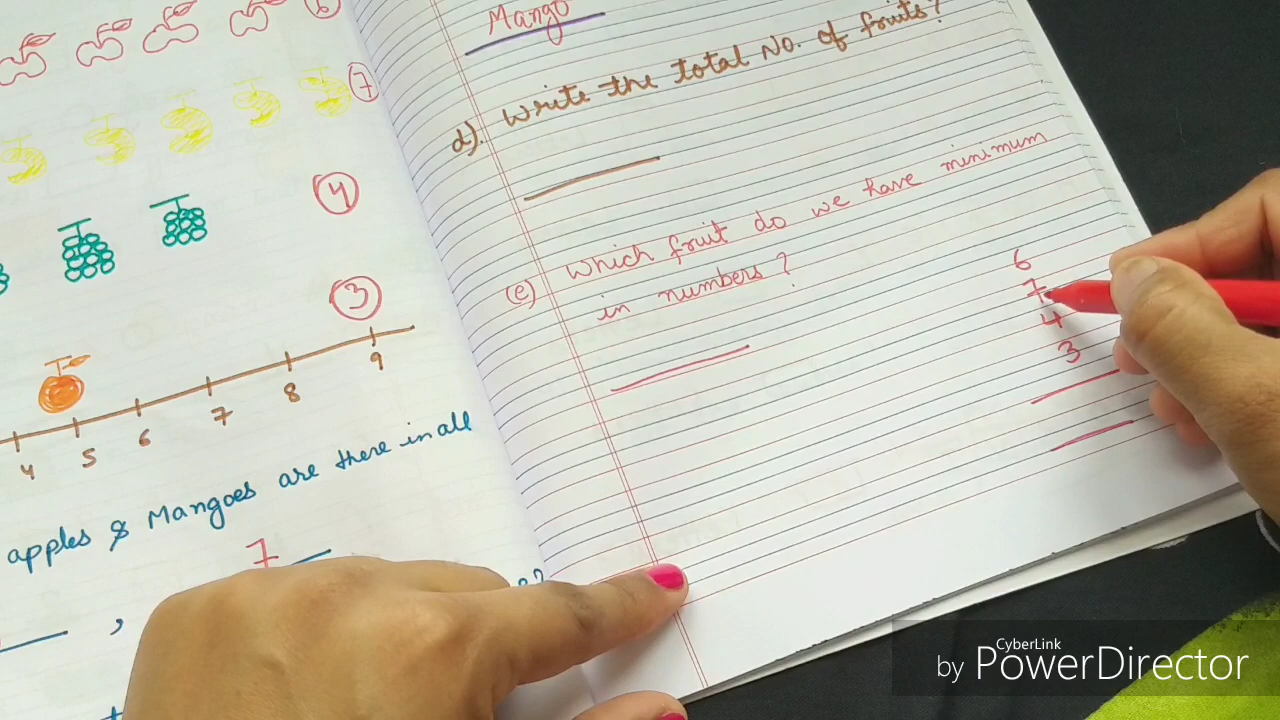 6
7
4
3
4 5 6 7 8 9
apples & Mangoes are there in all
7
,
Mango
d). Write the total No. of fruits?
(e) Which fruit do we have minimum
in numbers?
6
7
4
3
CyberLink
by PowerDirector